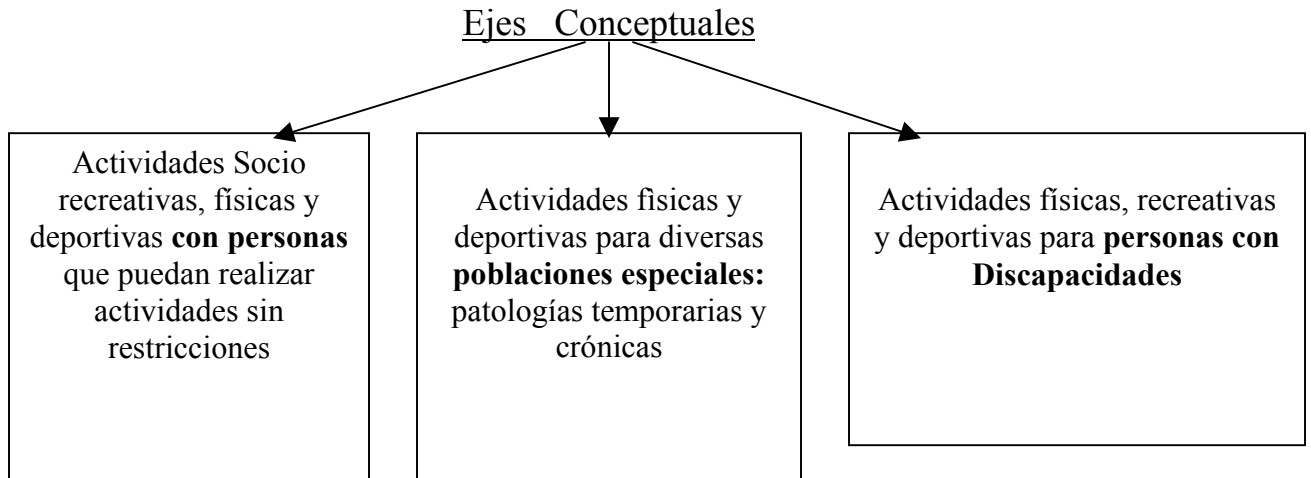 Ejes Conceptuales
Actividades Socio
recreativas, físicas y
deportivas con personas
que puedan realizar
actividades sin
restricciones
Actividades fìsicas y
deportivas para diversas
poblaciones especiales:
patologías temporarias y
crónicas
Actividades físicas, recreativas
y deportivas para personas con
Discapacidades